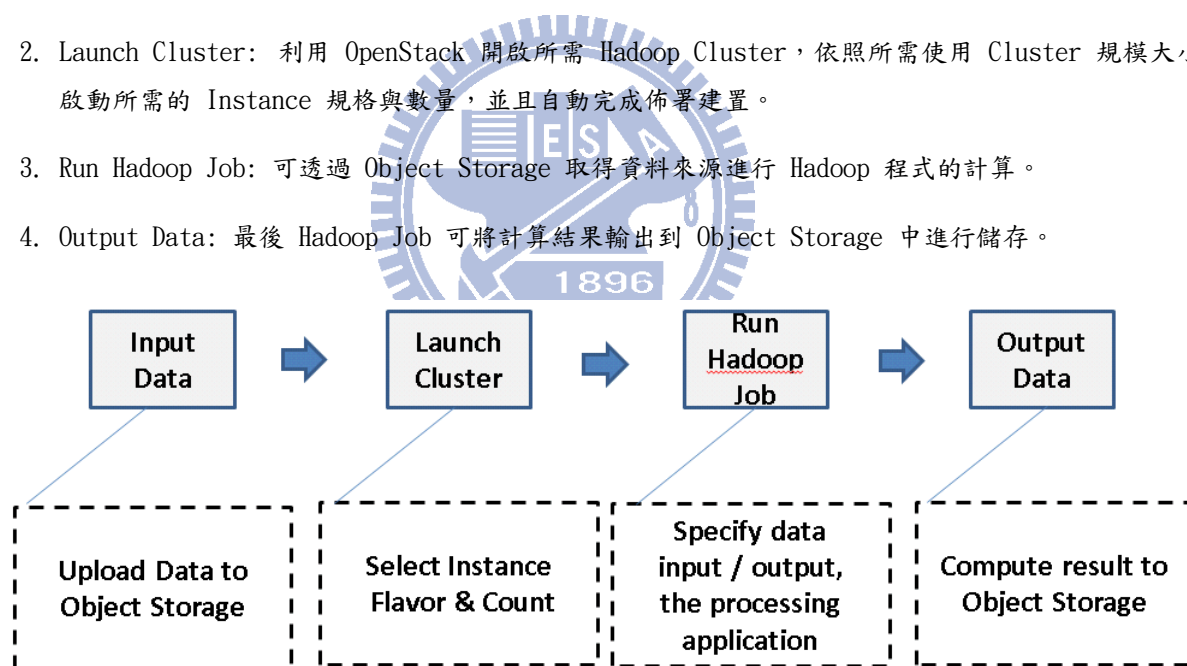 2. Launch Cluster: 利用 OpenStack 開啟所需 Hadoop Cluster，依照所需使用 Cluster 規模大小
啟動所需的 Instance 規格與數量，並且自動完成佈署建置。
3. Run Hadoop Job: 可透過 Object Storage 取得資料來源進行 Hadoop 程式的計算。
4. Output Data: 最後 Hadoop Job 可將計算結果輸出到 Object Storage 中進行儲存。
ES
A
1896
Input
Data
Launch
Cluster
Run
Hadoop
Job
Output
Data
Upload Data to
Object Storage
Select Instance
Flavor & Count
Specify data
input / output,
the processing
application
Compute result to
Object Storage